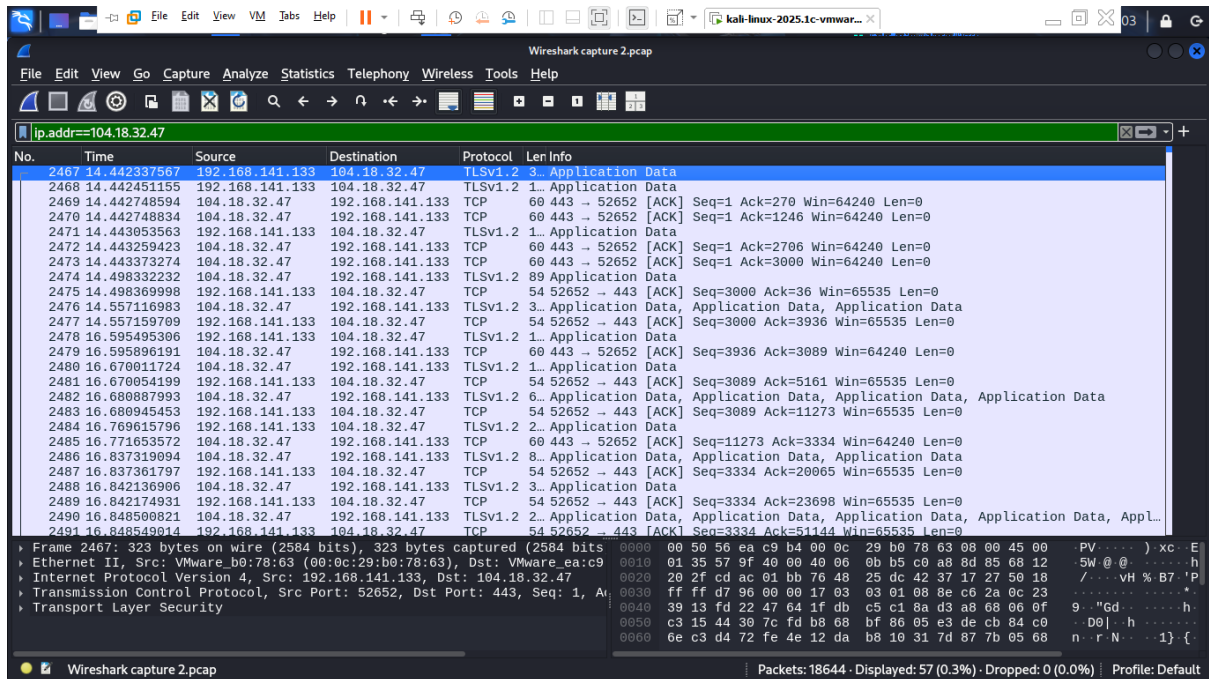 File Edit View VM Tabs Help kali-linux-2025.1c-vmwar... 03
Wireshark capture 2.pcap
File Edit View Go Capture Analyze Statistics Telephony Wireless Tools Help
ip.addr==104.18.32.47
No. Time Source Destination Protocol Len Info
2467 14.442337567 192.168.141.133 104.18.32.47 TLSv1.2 3… Application Data
2468 14.442451155 192.168.141.133 104.18.32.47 TLSv1.2 1… Application Data
2469 14.442748594 104.18.32.47 192.168.141.133 TCP 60 443 → 52652 [ACK] Seq=1 Ack=270 Win=64240 Len=0
2470 14.442748834 104.18.32.47 192.168.141.133 TCP 60 443 → 52652 [ACK] Seq=1 Ack=1246 Win=64240 Len=0
2471 14.443053563 192.168.141.133 104.18.32.47 TLSv1.2 1… Application Data
2472 14.443259423 104.18.32.47 192.168.141.133 TCP 60 443 → 52652 [ACK] Seq=1 Ack=2706 Win=64240 Len=0
2473 14.443373274 104.18.32.47 192.168.141.133 TCP 60 443 → 52652 [ACK] Seq=1 Ack=3000 Win=64240 Len=0
2474 14.498332232 104.18.32.47 192.168.141.133 TLSv1.2 89 Application Data
2475 14.498369998 192.168.141.133 104.18.32.47 TCP 54 52652 → 443 [ACK] Seq=3000 Ack=36 Win=65535 Len=0
2476 14.557116983 104.18.32.47 192.168.141.133 TLSv1.2 3… Application Data, Application Data, Application Data
2477 14.557159709 192.168.141.133 104.18.32.47 TCP 54 52652 → 443 [ACK] Seq=3000 Ack=3936 Win=65535 Len=0
2478 16.595495306 192.168.141.133 104.18.32.47 TLSv1.2 1… Application Data
2479 16.595896191 104.18.32.47 192.168.141.133 TCP 60 443 → 52652 [ACK] Seq=3936 Ack=3089 Win=64240 Len=0
2480 16.670011724 104.18.32.47 192.168.141.133 TLSv1.2 1… Application Data
2481 16.670054199 192.168.141.133 104.18.32.47 TCP 54 52652 → 443 [ACK] Seq=3089 Ack=5161 Win=65535 Len=0
2482 16.680887993 104.18.32.47 192.168.141.133 TLSv1.2 6… Application Data, Application Data, Application Data, Application Data
2483 16.680945453 192.168.141.133 104.18.32.47 TCP 54 52652 → 443 [ACK] Seq=3089 Ack=11273 Win=65535 Len=0
2484 16.769615796 192.168.141.133 104.18.32.47 TLSv1.2 2… Application Data
2485 16.771653572 104.18.32.47 192.168.141.133 TCP 60 443 → 52652 [ACK] Seq=11273 Ack=3334 Win=64240 Len=0
2486 16.837319094 104.18.32.47 192.168.141.133 TLSv1.2 8… Application Data, Application Data, Application Data
2487 16.837361797 192.168.141.133 104.18.32.47 TCP 54 52652 → 443 [ACK] Seq=3334 Ack=20065 Win=65535 Len=0
2488 16.842136906 104.18.32.47 192.168.141.133 TLSv1.2 3… Application Data
2489 16.842174931 192.168.141.133 104.18.32.47 TCP 54 52652 → 443 [ACK] Seq=3334 Ack=23698 Win=65535 Len=0
2490 16.848500821 104.18.32.47 192.168.141.133 TLSv1.2 2… Application Data, Application Data, Application Data, Application Data, Appl…
2491 16.848549014 192.168.141.133 104.18.32.47 TCP 54 52652 → 443 [ACK] Seq=3334 Ack=51144 Win=65535 Len=0
Frame 2467: 323 bytes on wire (2584 bits), 323 bytes captured (2584 bits
Ethernet II, Src: VMware_b0:78:63 (00:0c:29:b0:78:63), Dst: VMware_ea:c9
Internet Protocol Version 4, Src: 192.168.141.133, Dst: 104.18.32.47
Transmission Control Protocol, Src Port: 52652, Dst Port: 443, Seq: 1, A
Transport Layer Security
0000 00 50 56 ea c9 b4 00 0c 29 b0 78 63 08 00 45 00 ·PV····· )·xc··E
0010 01 35 57 9f 40 00 40 06 0b b5 c0 a8 8d 85 68 12 ·5W·@·@· ······h
0020 20 2f cd ac 01 bb 76 48 25 dc 42 37 17 27 50 18 /····vH %·B7·'P
0030 ff ff d7 96 00 00 17 03 03 01 08 8e c6 2a 0c 23 ········ ·····*·
0040 39 13 fd 22 47 64 1f db c5 c1 8a d3 a8 68 06 0f 9··"Gd·· ·····h·
0050 c3 15 44 30 7c fd b8 68 bf 86 05 e3 de cb 84 c0 ··D0|··h ·······
0060 6e c3 d4 72 fe 4e 12 da b8 10 31 7d 87 7b 05 68 n··r·N·· ··1}·{·
Wireshark capture 2.pcap Packets: 18644 · Displayed: 57 (0.3%) · Dropped: 0 (0.0%) Profile: Default